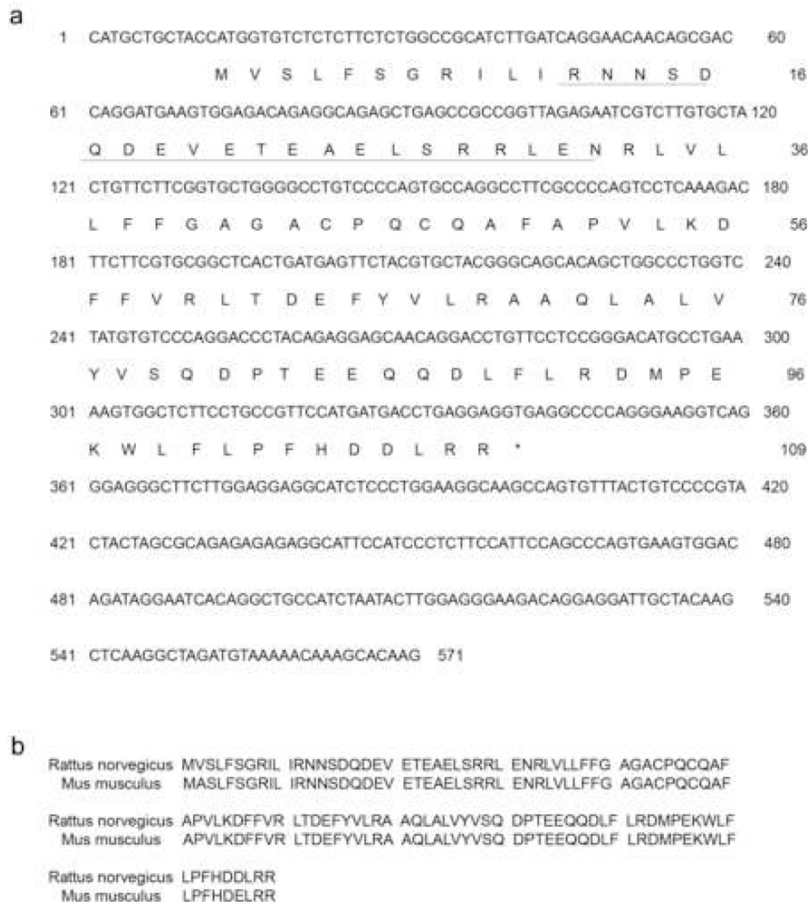 a
1 CATGCTGCTACCATGGTGTCTCTCTTCTCTGGCCGCATCTTGATCAGGAACAACAGCGAC 60
M V S L F S G R I L I R N N S D 16
61 CAGGATGAAGTGGAGACAGAGGCAGAGCTGAGCCGCCGGTTAGAGAATCGTCTTGTGCTA 120
Q D E V E T E A E L S R R L E N R L V L 36
121 CTGTTCTTCGGTGCTGGGGCCTGTCCCCAGTGCCAGGCCTTCGCCCCAGTCCTCAAAGAC 180
L F F G A G A C P Q C Q A F A P V L K D 56
181 TTCTTCGTGCGGCTCACTGATGAGTTCTACGTGCTACGGGCAGCACAGCTGGCCCTGGTC 240
F F V R L T D E F Y V L R A A Q L A L V 76
241 TATGTGTCCCAGGACCCTACAGAGGAGCAACAGGACCTGTTCCTCCGGGACATGCCTGAA 300
Y V S Q D P T E E Q Q D L F L R D M P E 96
301 AAGTGGCTCTTCCTGCCGTTCCATGATGACCTGAGGAGGTGAGGCCCCAGGGAAGGTCAG 360
K W L F L P F H D D L R R * 109
361 GGAGGGCTTCTTGGAGGAGGCATCTCCCTGGAAGGCAAGCCAGTGTTTACTGTCCCCGTA 420
421 CTACTAGCGCAGAGAGAGAGGCATTCCATCCCTCTTCCATTCCAGCCCAGTGAAGTGGAC 480
481 AGATAGGAATCACAGGCTGCCATCTAATACTTGGAGGGAAGACAGGAGGATTGCTACAAG 540
541 CTCAAGGCTAGATGTAAAAACAAAGCACAAG 571
b
Rattus norvegicus MVSLFSGRIL IRNNSDQDEV ETEAELSRRL ENRLVLLFFG AGACPQCQAF
Mus musculus MASLFSGRIL IRNNSDQDEV ETEAELSRRL ENRLVLLFFG AGACPQCQAF
Rattus norvegicus APVLKDFFVR LTDEFYVLRA AQLALVYVSQ DPTEEQQDLF LRDMPEKWLF
Mus musculus APVLKDFFVR LTDEFYVLRA AQLALVYVSQ DPTEEQQDLF LRDMPEKWLF
Rattus norvegicus LPFHDDLRR
Mus musculus LPFHDELRR